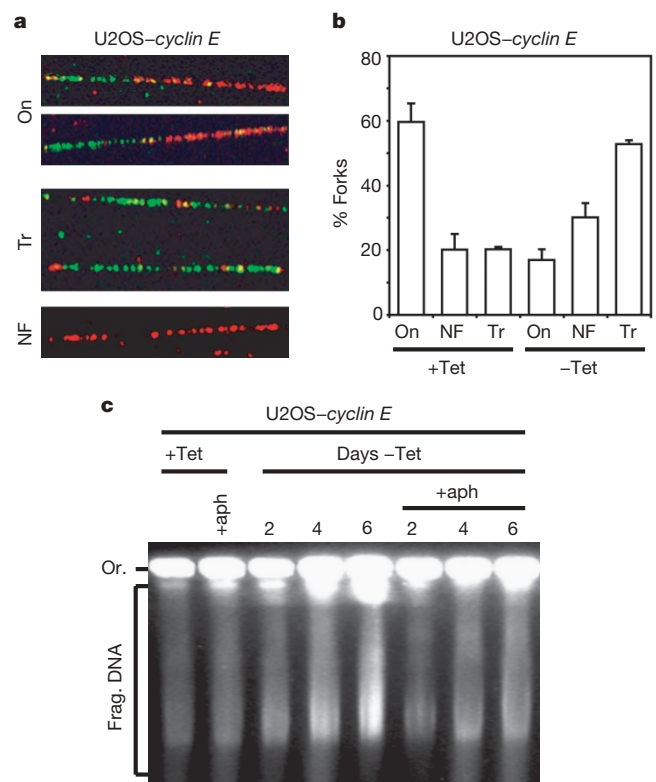 a
U2OS–cyclin E
On
Tr
NF
b
U2OS–cyclin E
% Forks
80
60
40
20
0
On NF Tr On NF Tr
+Tet –Tet
c
U2OS–cyclin E
+Tet Days –Tet
+aph
+aph 2 4 6 2 4 6
Or.
Frag. DNA